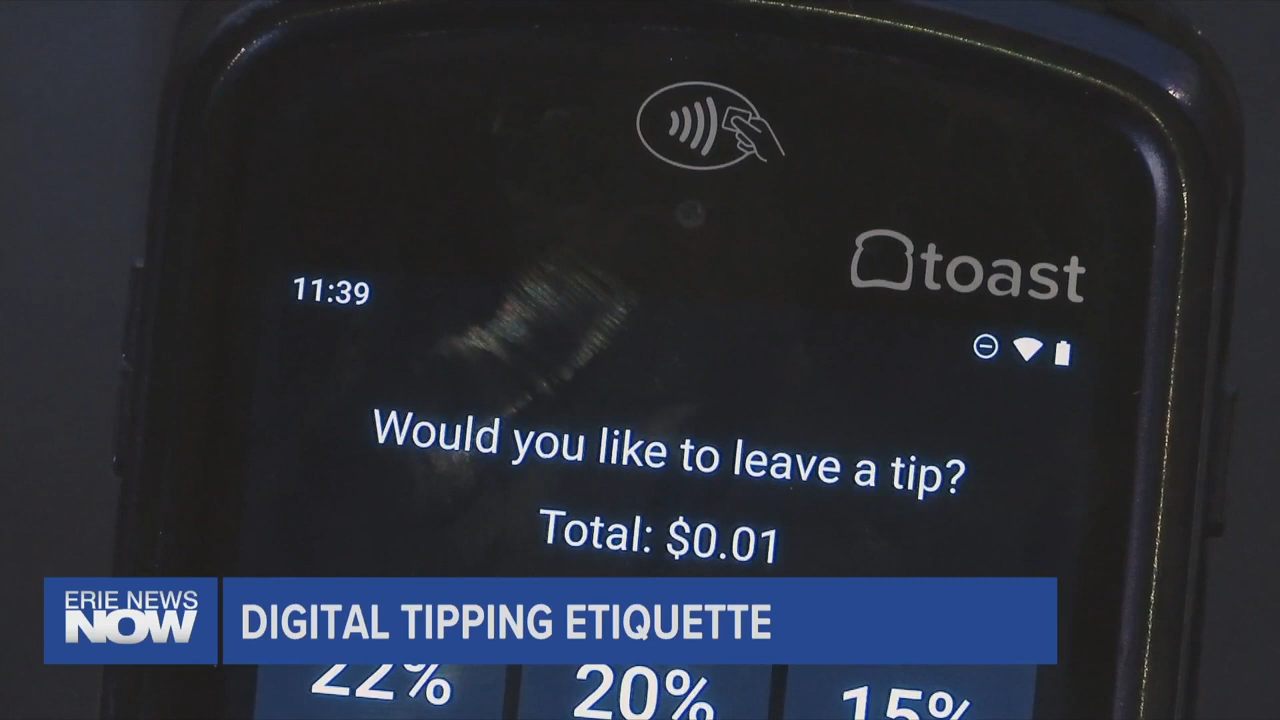 toast
11:39
Would you like to leave a tip?
Total: $0.01
ERIE NEWS
NOW
DIGITAL TIPPING ETIQUETTE
22%
20%
15%